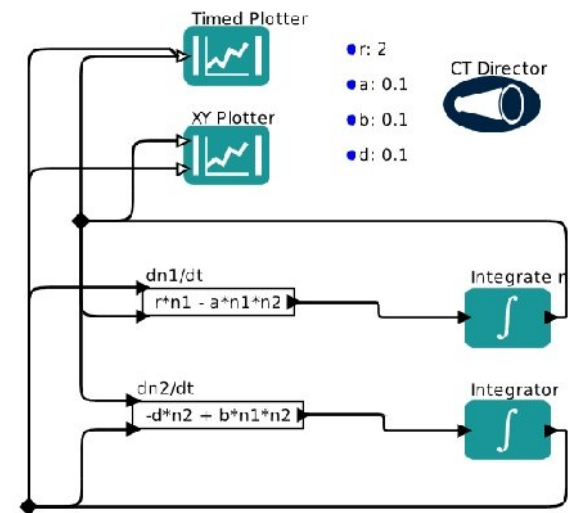 Timed Plotter
r: 2
CT Director
a: 0.1
XY Plotter
b: 0.1
d: 0.1
dn1/dt
Integrate r
r*n1 - a*n1*n2
∫
dn2/dt
Integrator
-d*n2 + b*n1*n2
∫